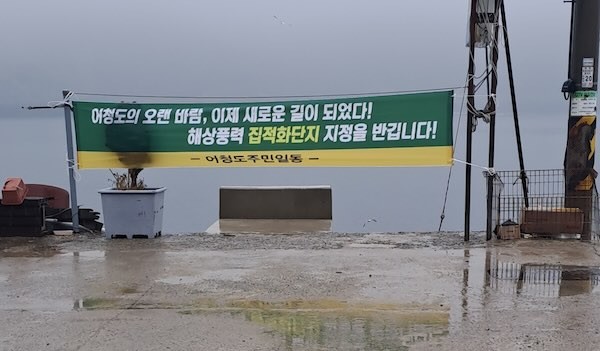 어청도의 오랜 바람, 이제 새로운 길이 되었다!
해상풍력 집적화단지 지정을 반깁니다!
- 어청도주민일동 -